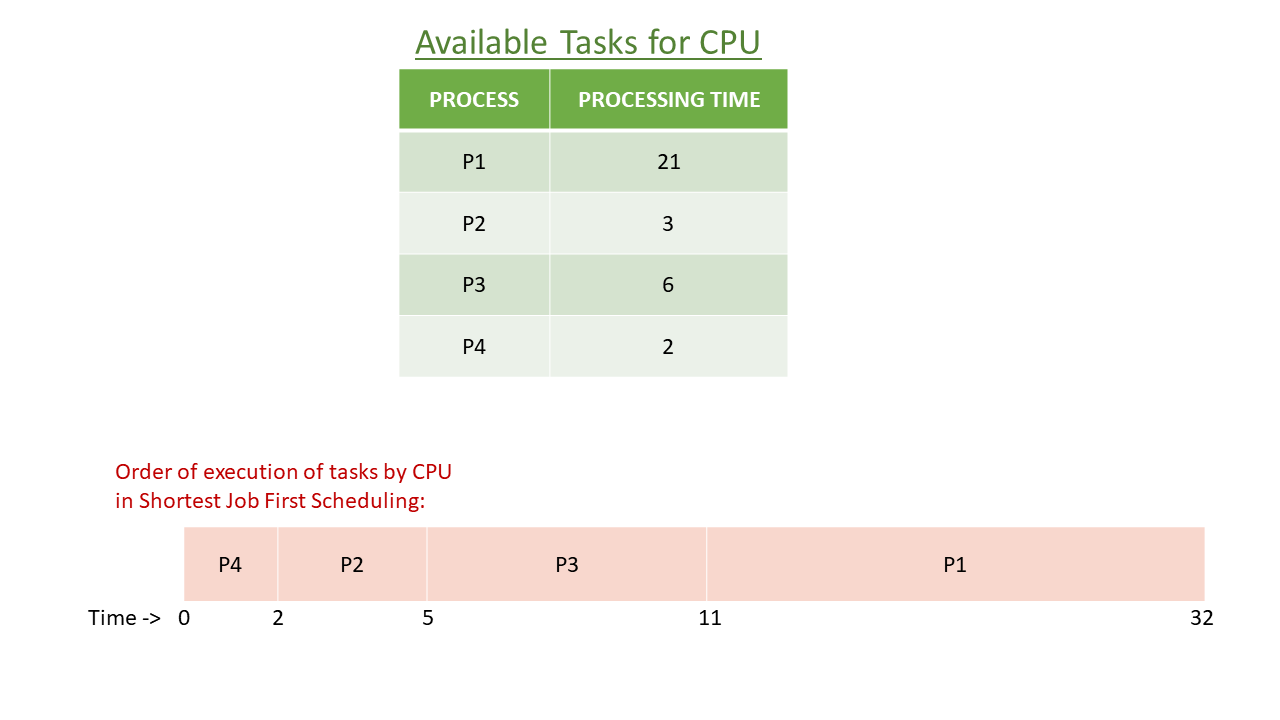 Available Tasks for CPU
PROCESS PROCESSING TIME
P1 21
P2 3
P3 6
P4 2
Order of execution of tasks by CPU
in Shortest Job First Scheduling:
P4 P2 P3 P1
Time -> 0 2 5 11 32